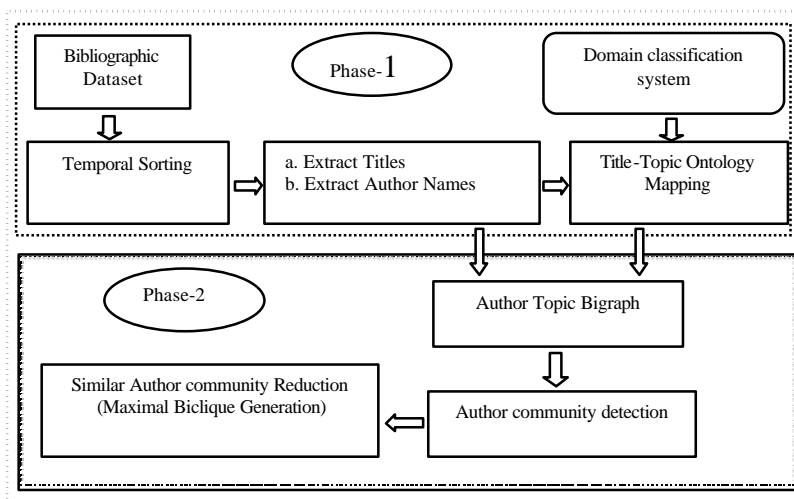 Bibliographic
Dataset
Phase-1
Domain classification
system
Temporal Sorting
a. Extract Titles
b. Extract Author Names
Title-Topic Ontology
Mapping
Phase-2
Author Topic Bigraph
Similar Author community Reduction
(Maximal Biclique Generation)
Author community detection